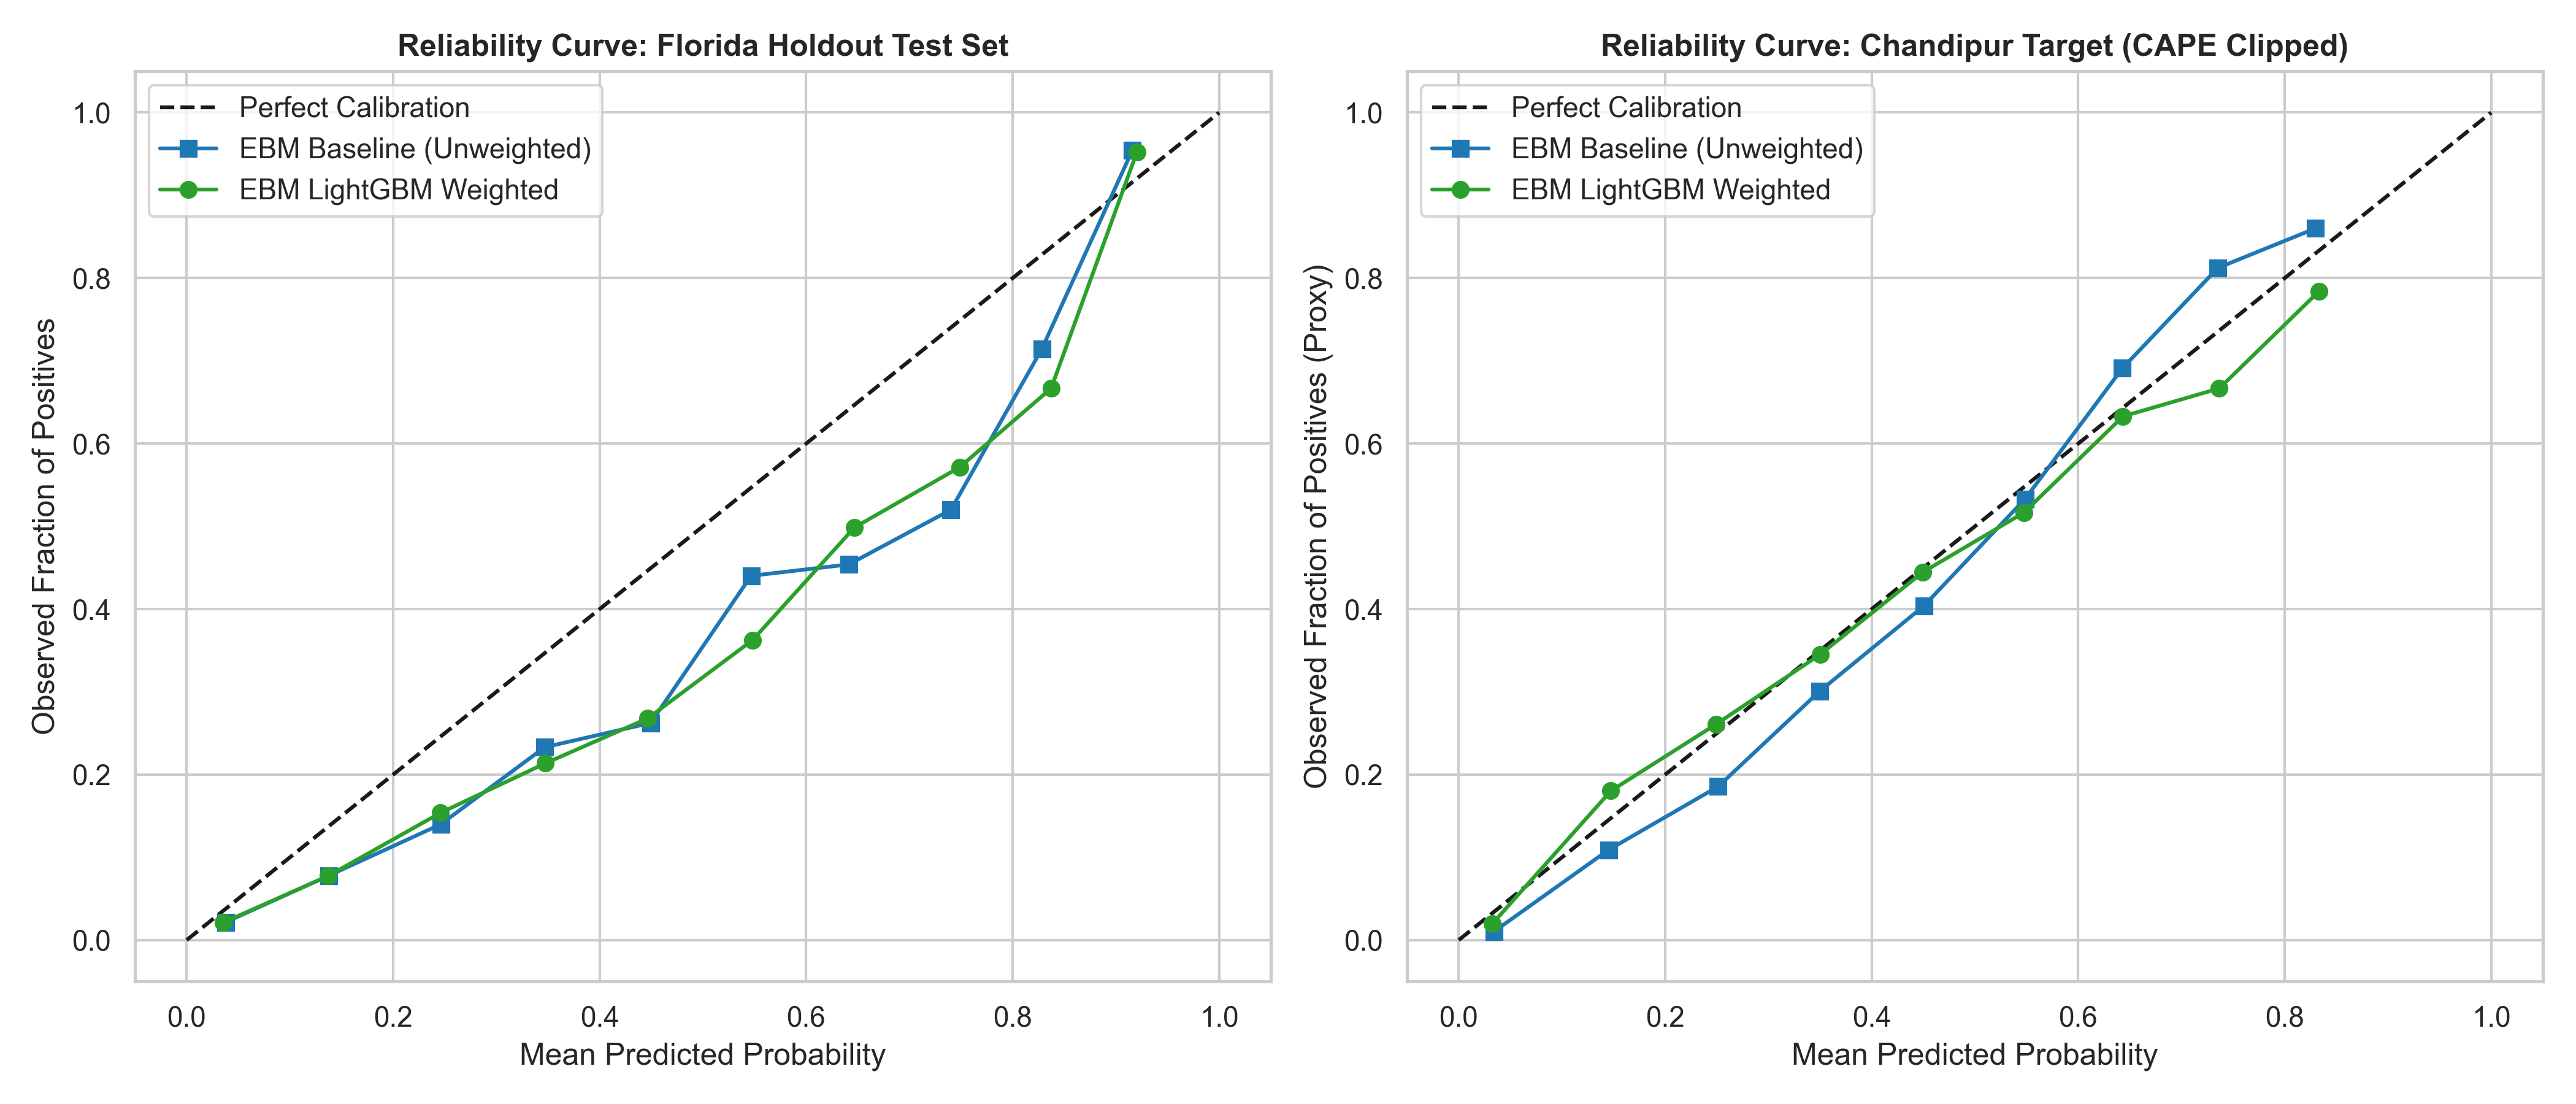 Reliability Curve: Florida Holdout Test Set
Perfect Calibration
EBM Baseline (Unweighted)
EBM LightGBM Weighted
Observed Fraction of Positives
1.0
0.8
0.6
0.4
0.2
0.0
0.0 0.2 0.4 0.6 0.8 1.0
Mean Predicted Probability
Reliability Curve: Chandipur Target (CAPE Clipped)
Perfect Calibration
EBM Baseline (Unweighted)
EBM LightGBM Weighted
Observed Fraction of Positives (Proxy)
1.0
0.8
0.6
0.4
0.2
0.0
0.0 0.2 0.4 0.6 0.8 1.0
Mean Predicted Probability